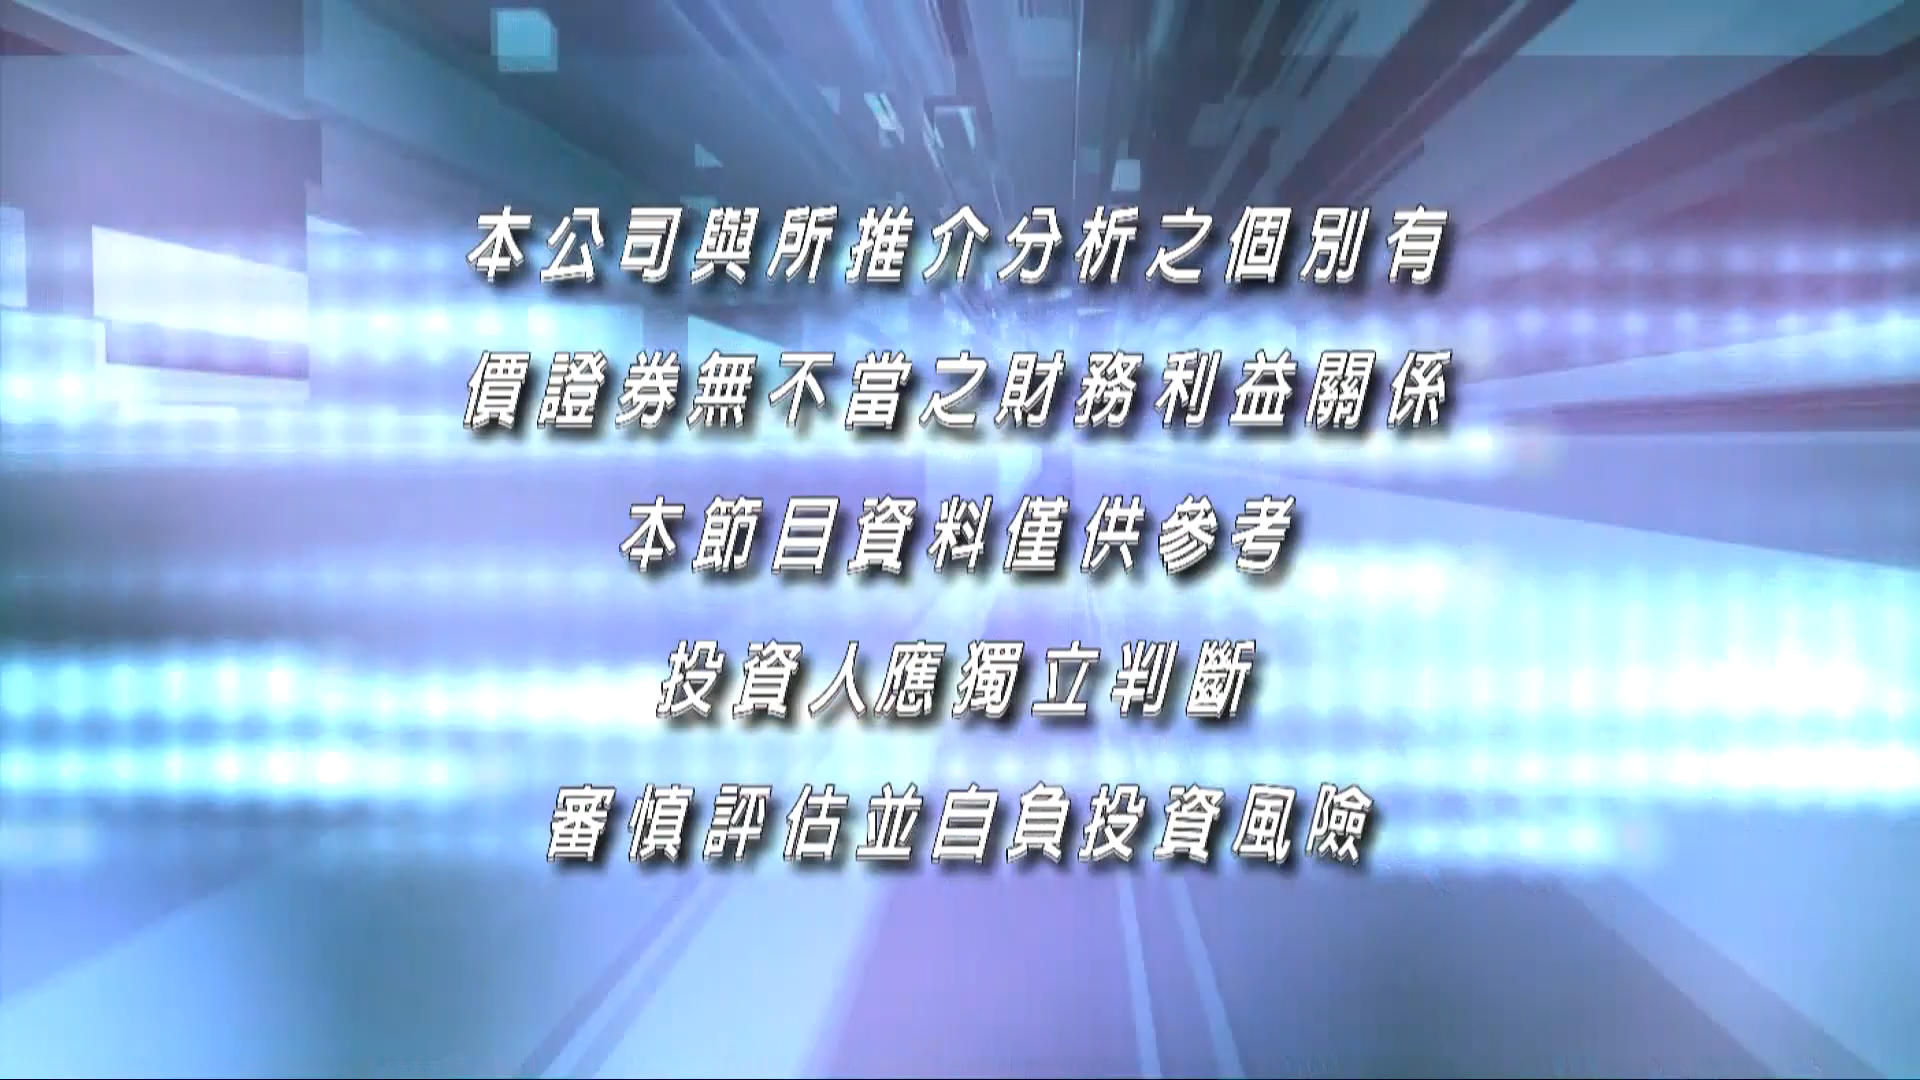 本公司與所推介分析之個別有
價證券無不當之財務利益關係
本節目資料僅供參考
投資人應獨立判斷
審慎評估並自負投資風險